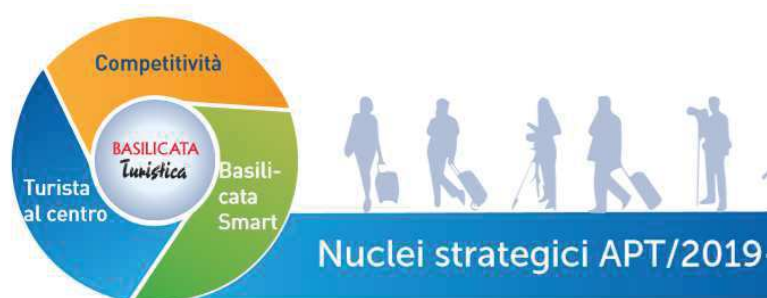 Competitività
BASILICATA
Turistica
Turista
al centro
Basili-
cata
Smart
Nuclei strategici APT/2019-